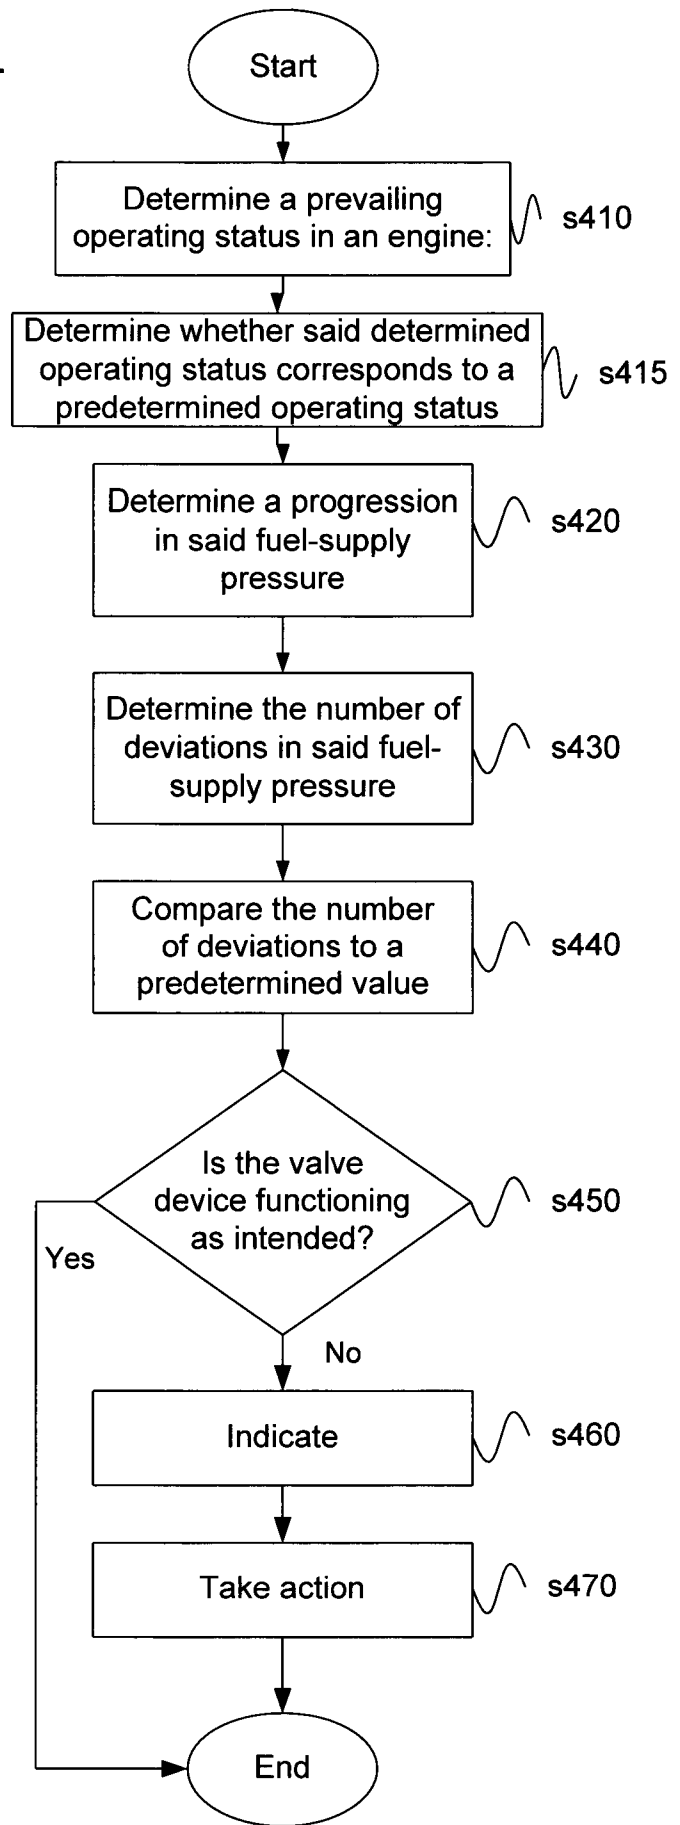 Start
Determine a prevailing
operating status in an engine:
s410
Determine whether said determined
operating status corresponds to a
predetermined operating status
s415
Determine a progression
in said fuel-supply
pressure
s420
Determine the number of
deviations in said fuel-
supply pressure
s430
Compare the number
of deviations to a
predetermined value
s440
Is the valve
device functioning
as intended?
s450
Yes
No
Indicate
s460
Take action
s470
End